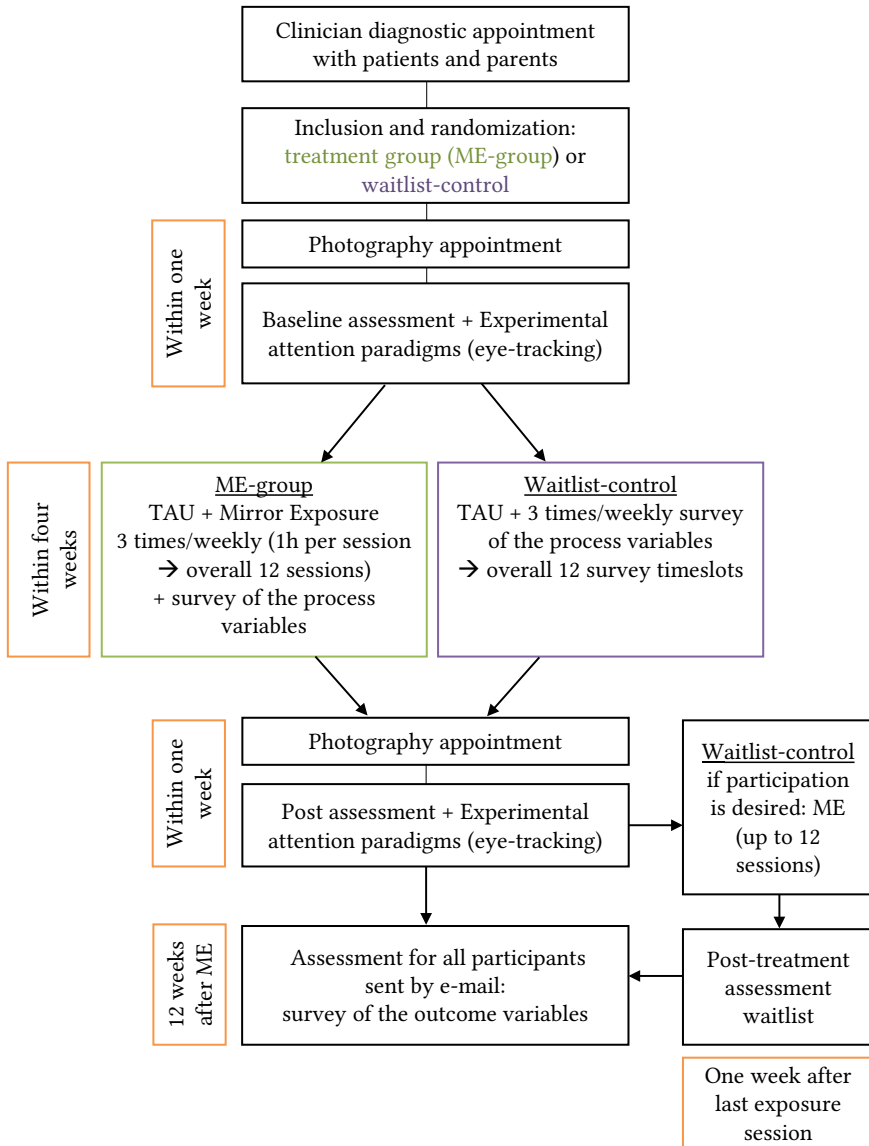 Clinician diagnostic appointment
with patients and parents
Inclusion and randomization:
treatment group (ME-group) or
waitlist-control
Within one
week
Photography appointment
Baseline assessment + Experimental
attention paradigms (eye-tracking)
Within four
weeks
ME-group
TAU + Mirror Exposure
3 times/weekly (1h per session
→ overall 12 sessions)
+ survey of the process
variables
Waitlist-control
TAU + 3 times/weekly survey
of the process variables
→ overall 12 survey timeslots
Within one
week
Photography appointment
Post assessment + Experimental
attention paradigms (eye-tracking)
Waitlist-control
if participation
is desired: ME
(up to 12
sessions)
12 weeks
after ME
Assessment for all participants
sent by e-mail:
survey of the outcome variables
Post-treatment
assessment
waitlist
One week after
last exposure
session